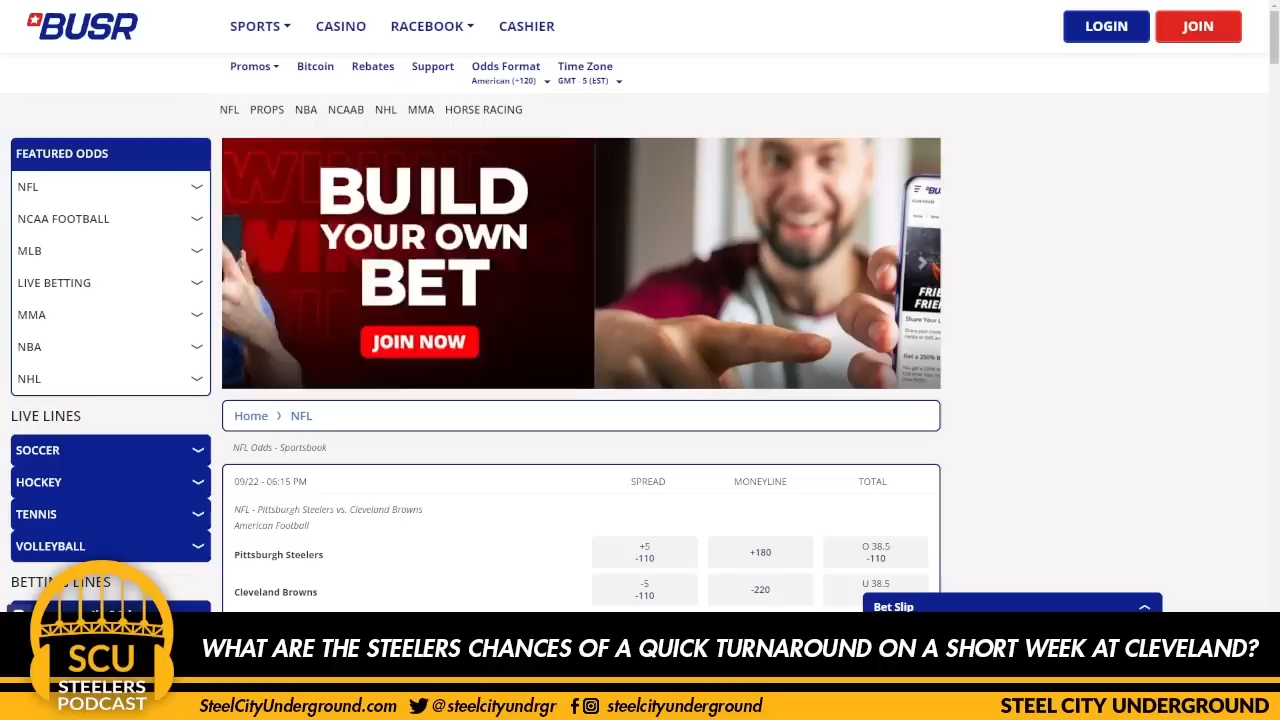 BUSR
SPORTS CASINO RACEBOOK CASHIER
LOGIN JOIN
Promos Bitcoin Rebates Support Odds Format Time Zone
American (+120) GMT - 5 (EST)
NFL PROPS NBA NCAAB NHL MMA HORSE RACING
FEATURED ODDS
NFL
NCAA FOOTBALL
MLB
LIVE BETTING
MMA
NBA
NHL
LIVE LINES
SOCCER
HOCKEY
TENNIS
VOLLEYBALL
BUILD
YOUR OWN
BET
JOIN NOW
Home > NFL
NFL Odds - Sportsbook
09/22 - 06:15 PM SPREAD MONEYLINE TOTAL
NFL - Pittsburgh Steelers vs. Cleveland Browns
American Football
Pittsburgh Steelers +5 -110 +180 O 38.5 -110
Cleveland Browns -5 -110 -220 U 38.5
Bet Slip
SCU
STEELERS
PODCAST
WHAT ARE THE STEELERS CHANCES OF A QUICK TURNAROUND ON A SHORT WEEK AT CLEVELAND?
SteelCityUnderground.com @steelcityundrgr steelcityunderground
STEEL CITY UNDERGROUND